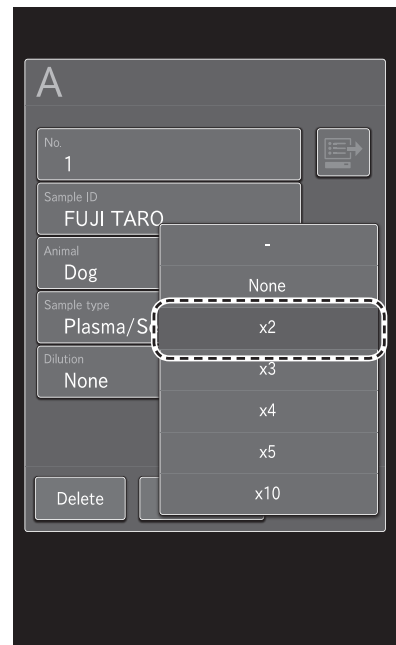 A
No.
1
Sample ID
FUJI TARO
Animal
Dog
Sample type
Plasma/S
Dilution
None
-
None
x2
x3
x4
x5
x10
Delete